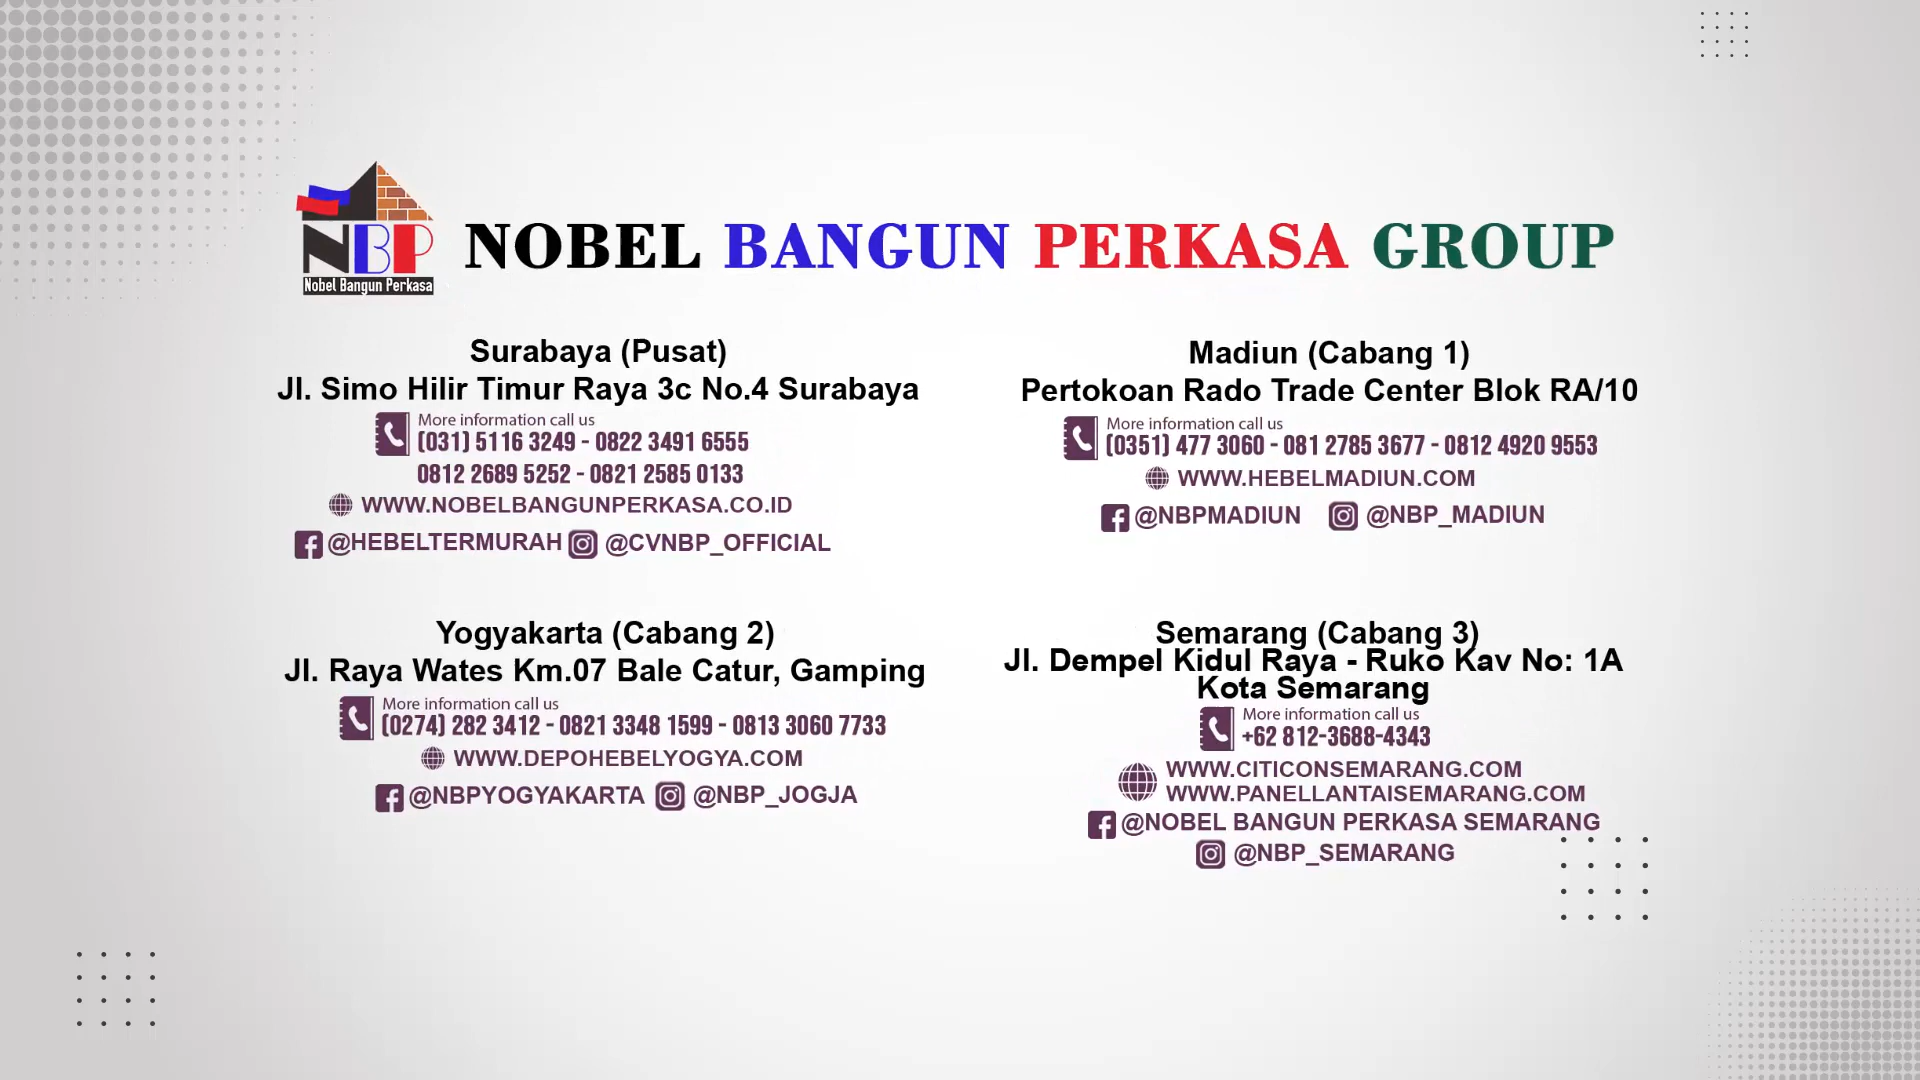 NBP
Nobel Bangun Perkasa
NOBEL BANGUN PERKASA GROUP
Surabaya (Pusat)
Jl. Simo Hilir Timur Raya 3c No.4 Surabaya
More information call us
(031) 5116 3249 - 0822 3491 6555
0812 2689 5252 - 0821 2585 0133
WWW.NOBELBANGUNPERKASA.CO.ID
@HEBELTERMURAH @CVNBP_OFFICIAL
Madiun (Cabang 1)
Pertokoan Rado Trade Center Blok RA/10
More information call us
(0351) 477 3060 - 081 2785 3677 - 0812 4920 9553
WWW.HEBELMADIUN.COM
@NBPMADIUN @NBP_MADIUN
Yogyakarta (Cabang 2)
Jl. Raya Wates Km.07 Bale Catur, Gamping
More information call us
(0274) 282 3412 - 0821 3348 1599 - 0813 3060 7733
WWW.DEPOHEBELYOGYA.COM
@NBPYOGYAKARTA @NBP_JOGJA
Semarang (Cabang 3)
Jl. Dempel Kidul Raya - Ruko Kav No: 1A
Kota Semarang
More information call us
+62 812-3688-4343
WWW.CITICONSEMARANG.COM
WWW.PANELLANTAISEMARANG.COM
@NOBEL BANGUN PERKASA SEMARANG
@NBP_SEMARANG